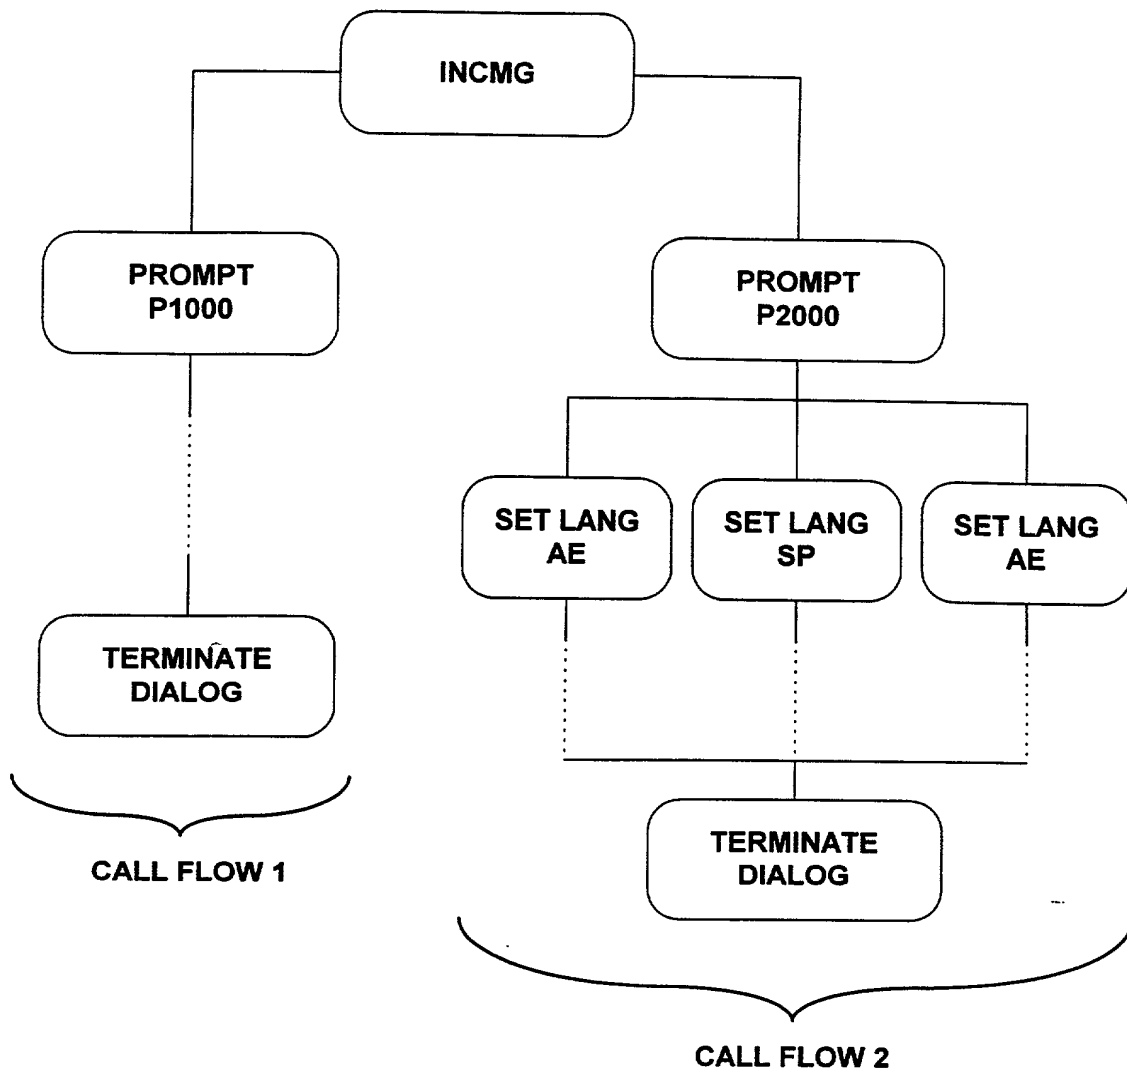 INCMG
PROMPT
P1000
PROMPT
P2000
SET LANG
AE
SET LANG
SP
SET LANG
AE
TERMINATE
DIALOG
TERMINATE
DIALOG
CALL FLOW 1
CALL FLOW 2